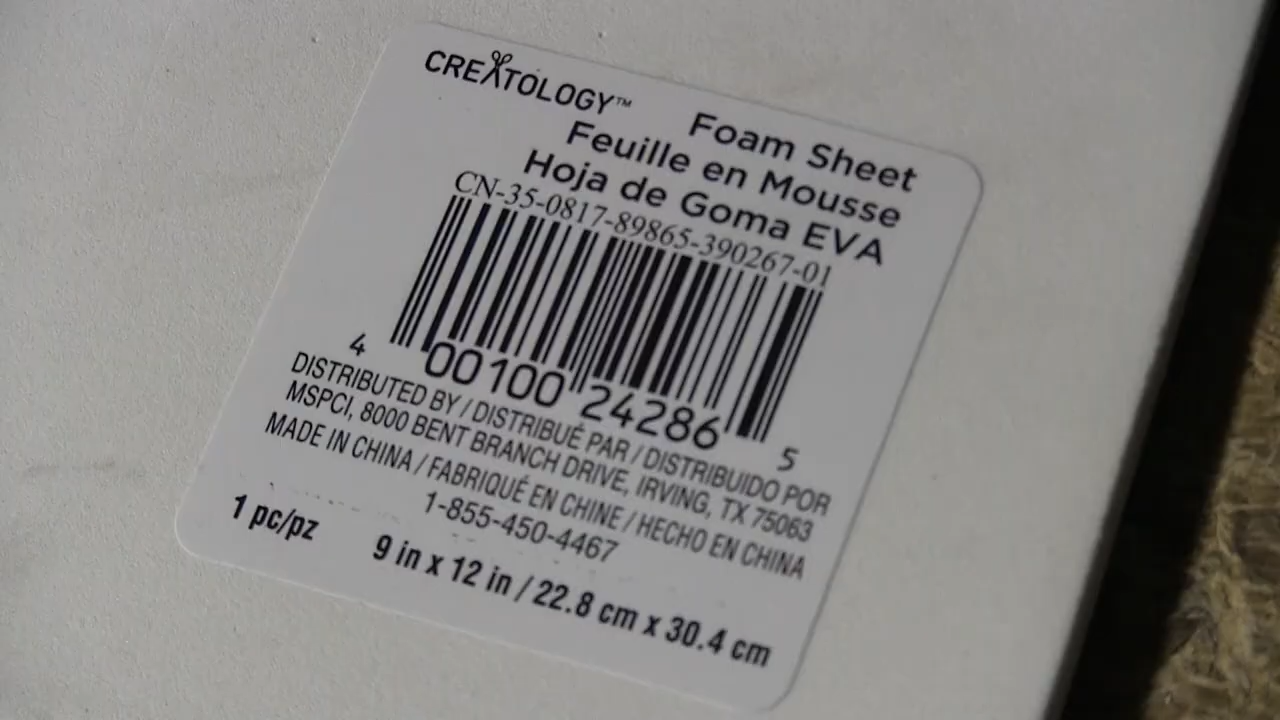 CREATOLOGY™
Foam Sheet
Feuille en Mousse
Hoja de Goma EVA
CN-35-0817-89865-390267-01
4 00100 24286 5
DISTRIBUTED BY / DISTRIBUÉ PAR / DISTRIBUIDO POR
MSPCI, 8000 BENT BRANCH DRIVE, IRVING, TX 75063
MADE IN CHINA / FABRIQUÉ EN CHINE / HECHO EN CHINA
1-855-450-4467
1 pc/pz
9 in x 12 in / 22.8 cm x 30.4 cm